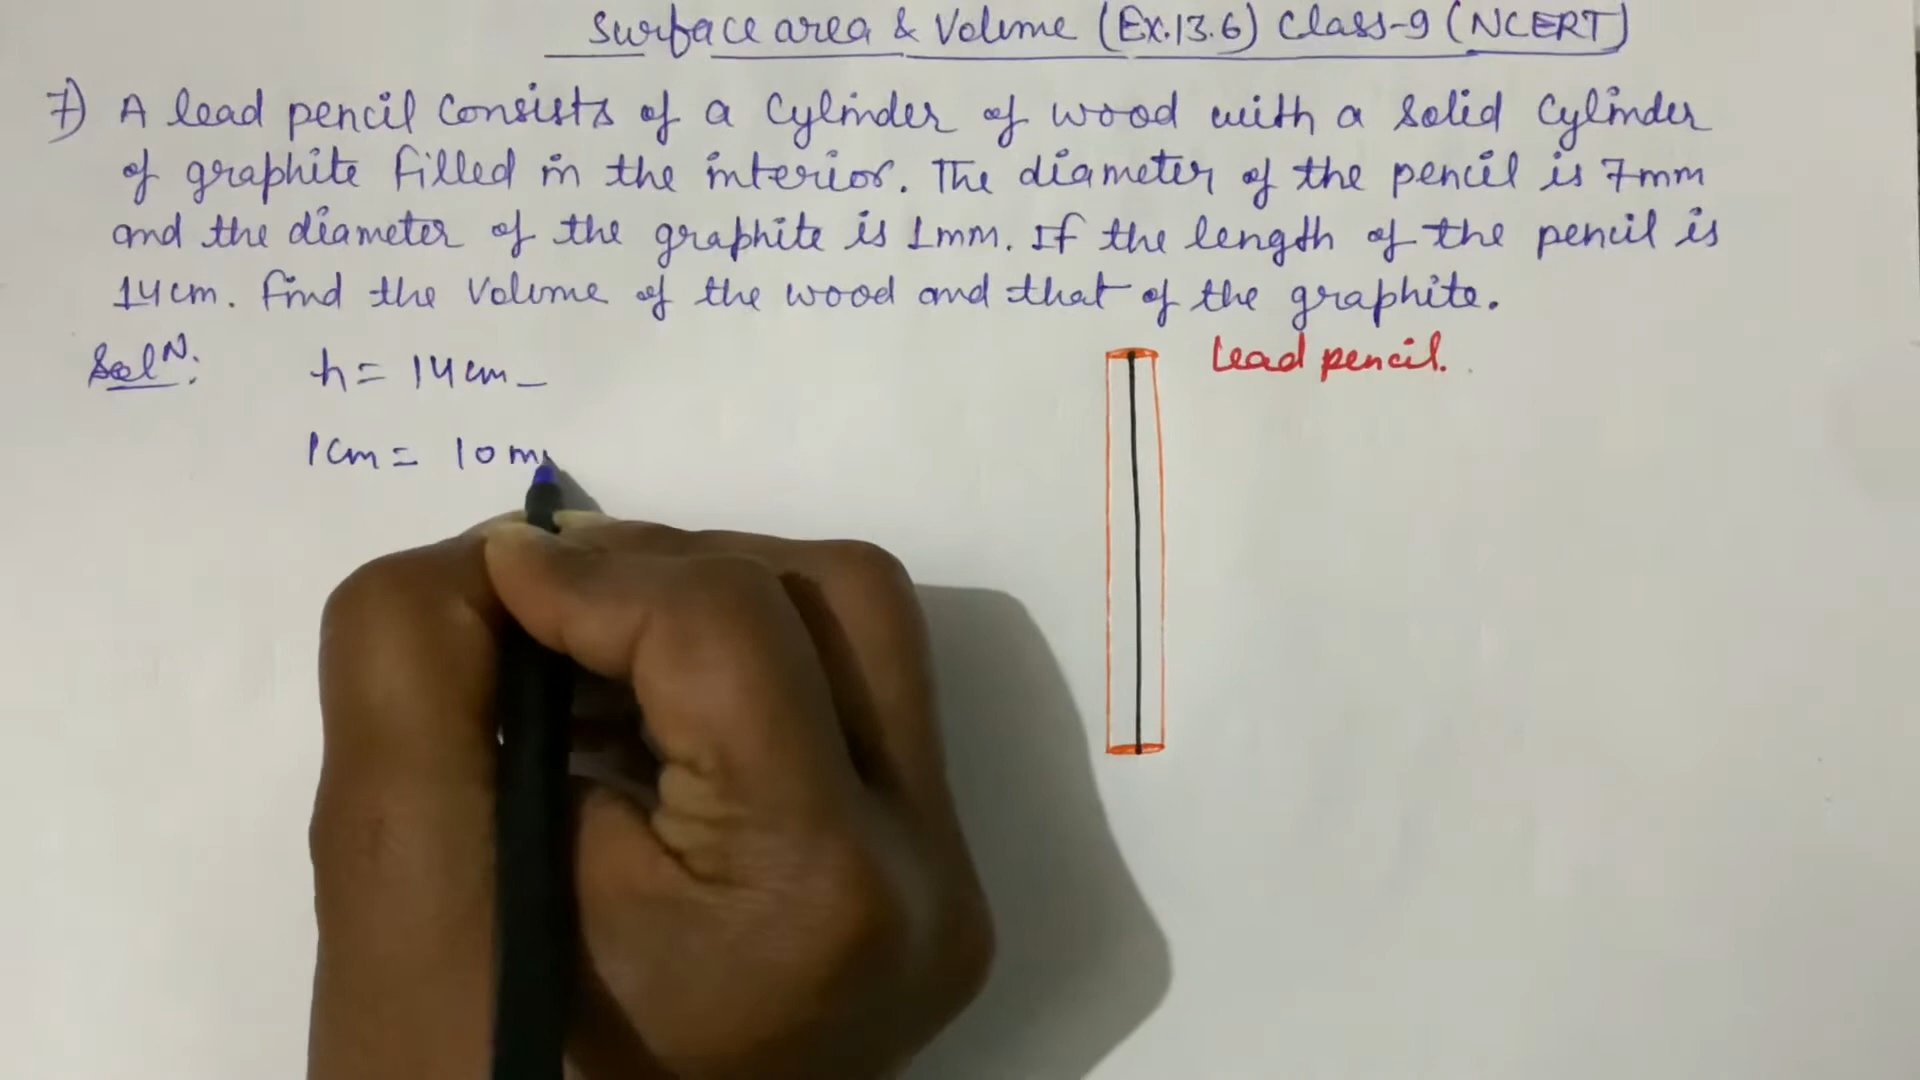 Surface area & Volume (Ex.13.6) Class-9 (NCERT)
7) A lead pencil consists of a Cylinder of wood with a solid Cylinder
of graphite filled in the interior. The diameter of the pencil is 7mm
and the diameter of the graphite is 1mm. If the length of the pencil is
14cm. find the Volume of the wood and that of the graphite.
Lead pencil.
Sol N: h = 14cm
1cm = 10m